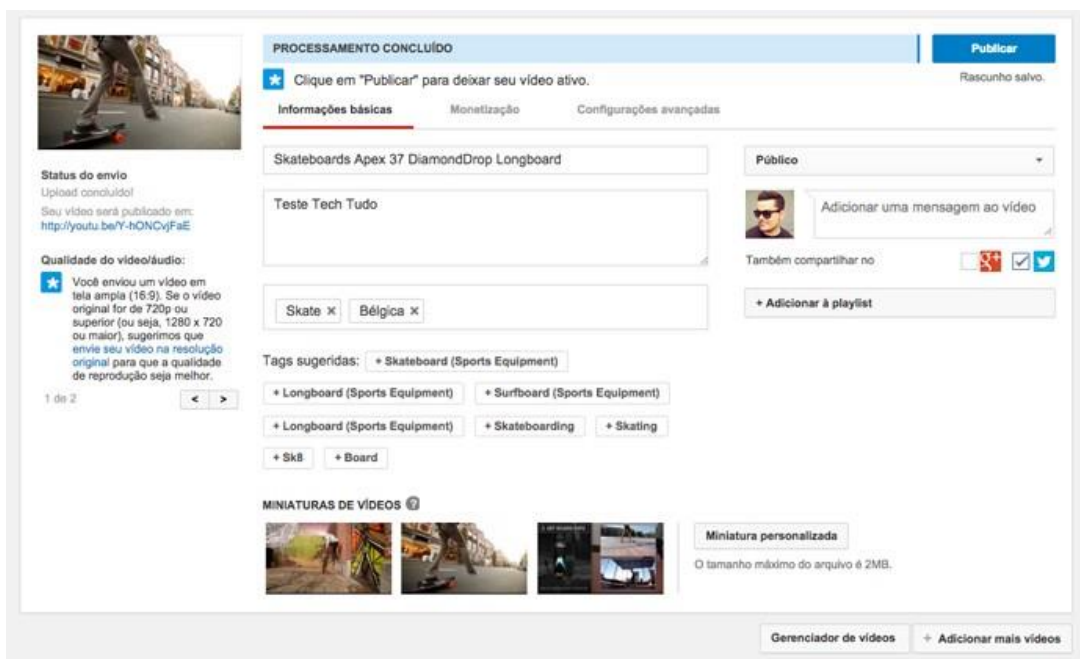 PROCESSAMENTO CONCLUÍDO
Publicar
Clique em "Publicar" para deixar seu vídeo ativo.
Rascunho salvo.
Informações básicas
Monetização
Configurações avançadas
Status do envio
Upload concluído!
Seu vídeo será publicado em:
http://youtu.be/Y-hONCvjFaE
Qualidade do vídeo/áudio:
Você enviou um vídeo em
tela ampla (16:9). Se o vídeo
original for de 720p ou
superior (ou seja, 1280 x 720
ou maior), sugerimos que
envie seu vídeo na resolução
original para que a qualidade
de reprodução seja melhor.
1 de 2
< >
Skateboards Apex 37 DiamondDrop Longboard
Teste Tech Tudo
Skate ×
Bélgica ×
Tags sugeridas:
+ Skateboard (Sports Equipment)
+ Longboard (Sports Equipment)
+ Surfboard (Sports Equipment)
+ Longboard (Sports Equipment)
+ Skateboarding
+ Skating
+ Sk8
+ Board
Público
Adicionar uma mensagem ao vídeo
Também compartilhar no
g+
+ Adicionar à playlist
MINIATURAS DE VÍDEOS ?
Miniatura personalizada
O tamanho máximo do arquivo é 2MB.
Gerenciador de vídeos
+ Adicionar mais vídeos